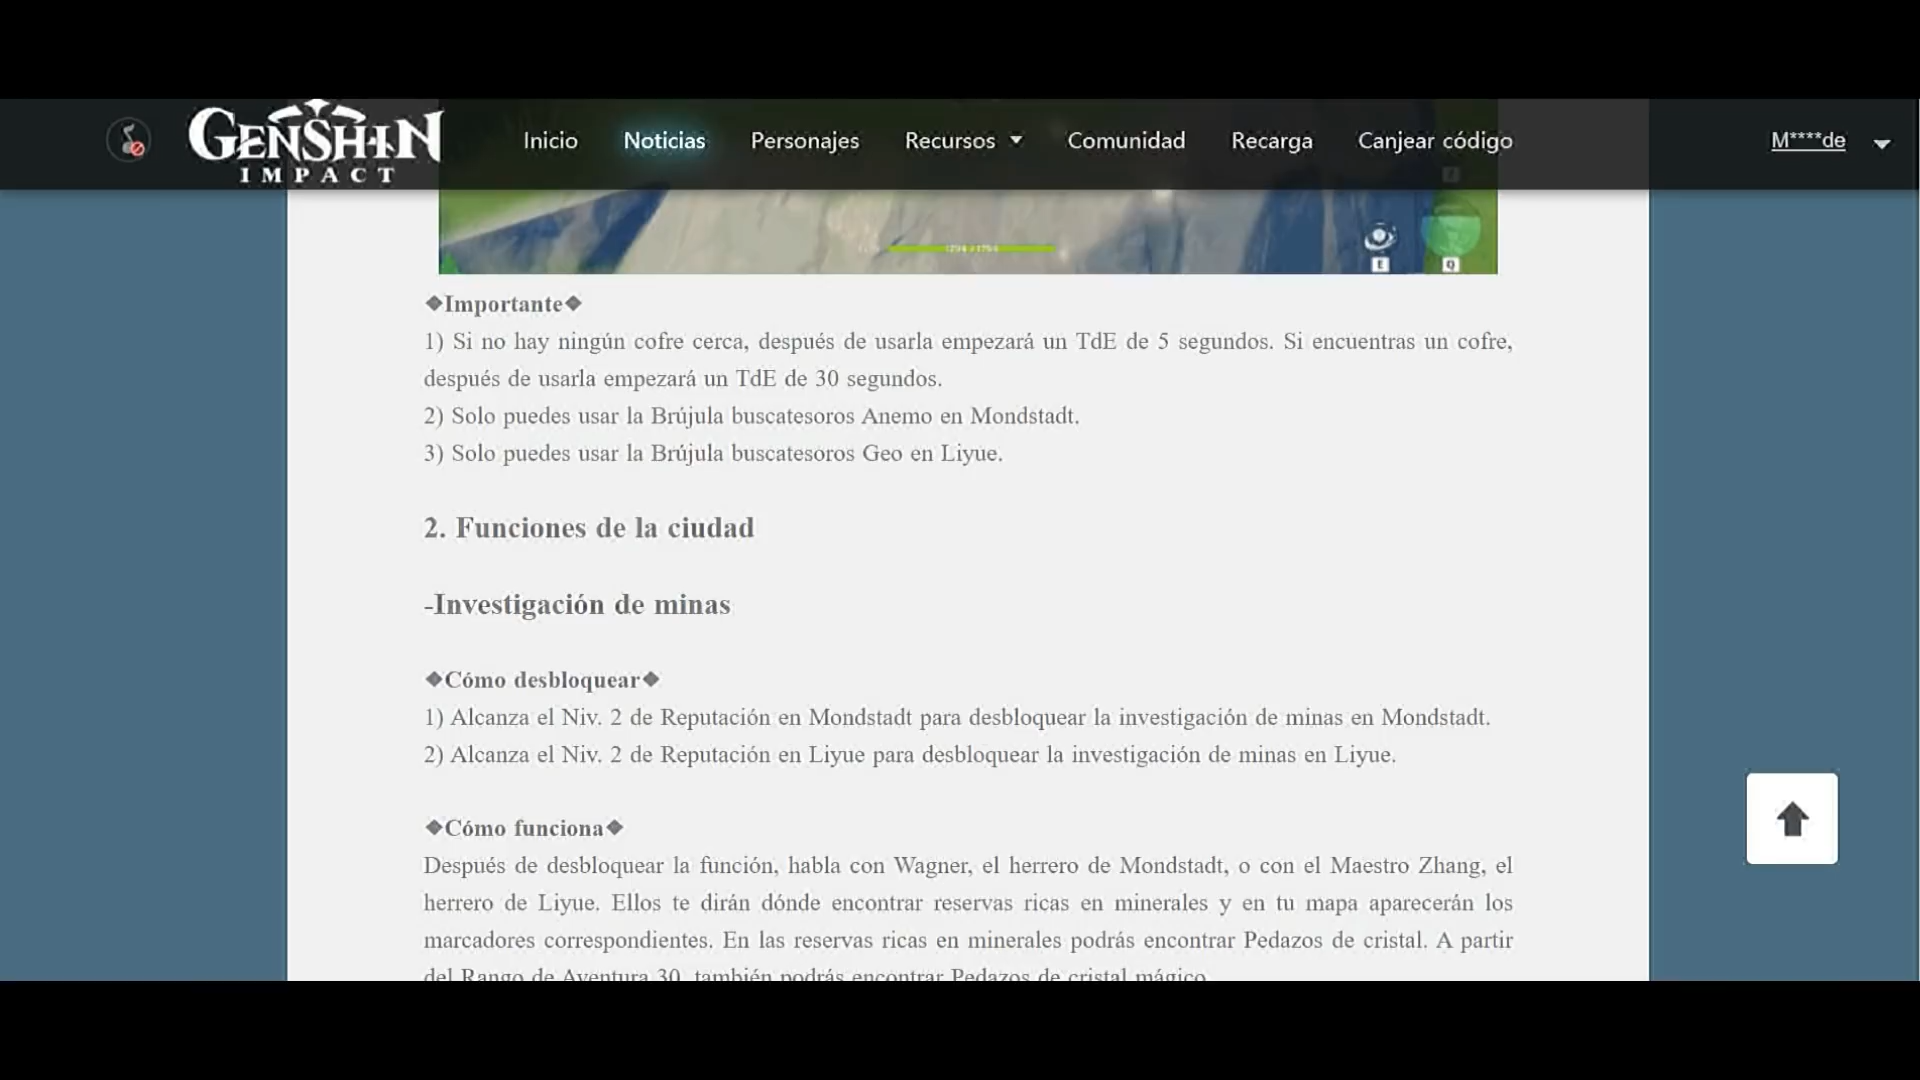 GENSHIN
IMPACT
Inicio Noticias Personajes Recursos Comunidad Recarga Canjear código M****de
E Q
❖Importante❖
1) Si no hay ningún cofre cerca, después de usarla empezará un TdE de 5 segundos. Si encuentras un cofre,
después de usarla empezará un TdE de 30 segundos.
2) Solo puedes usar la Brújula buscatesoros Anemo en Mondstadt.
3) Solo puedes usar la Brújula buscatesoros Geo en Liyue.
2. Funciones de la ciudad
-Investigación de minas
❖Cómo desbloquear❖
1) Alcanza el Niv. 2 de Reputación en Mondstadt para desbloquear la investigación de minas en Mondstadt.
2) Alcanza el Niv. 2 de Reputación en Liyue para desbloquear la investigación de minas en Liyue.
❖Cómo funciona❖
Después de desbloquear la función, habla con Wagner, el herrero de Mondstadt, o con el Maestro Zhang, el
herrero de Liyue. Ellos te dirán dónde encontrar reservas ricas en minerales y en tu mapa aparecerán los
marcadores correspondientes. En las reservas ricas en minerales podrás encontrar Pedazos de cristal. A partir
del Rango de Aventura 30, también podrás encontrar Pedazos de cristal mágico.